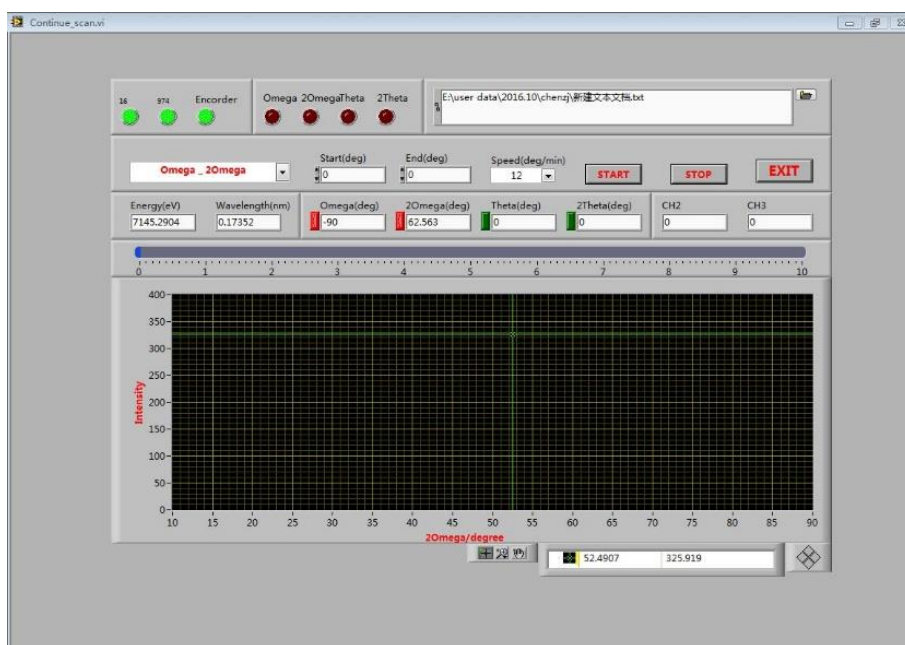 Continue_scan.vi
16 974 Encorder Omega 2OmegaTheta 2Theta
E:\user data\2016.10\chenzj\新建文本文档.txt
Omega _ 2Omega
Start(deg) End(deg) Speed(deg/min)
0 0 12 START STOP EXIT
Energy(eV) Wavelength(nm) Omega(deg) 2Omega(deg) Theta(deg) 2Theta(deg) CH2 CH3
7145.2904 0.17352 -90 62.563 0 0 0 0
0 1 2 3 4 5 6 7 8 9 10
400
350
300
250
200
150
100
50
0
Intensity
10 15 20 25 30 35 40 45 50 55 60 65 70 75 80 85 90
2Omega/degree
52.4907 325.919